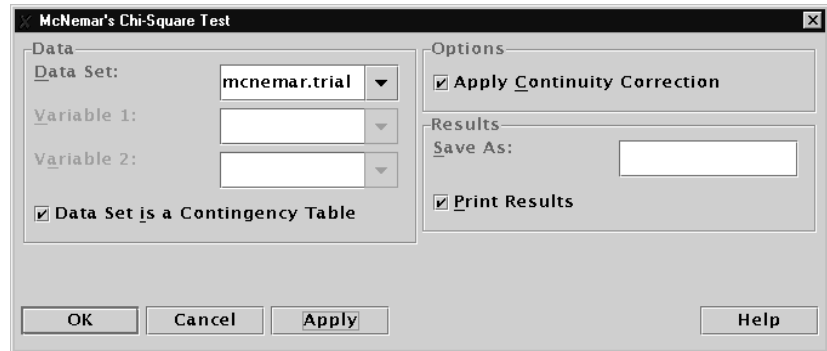 McNemar's Chi-Square Test
Data
Data Set:
mcnemar.trial
Variable 1:
Variable 2:
Data Set is a Contingency Table
Options
Apply Continuity Correction
Results
Save As:
Print Results
OK
Cancel
Apply
Help